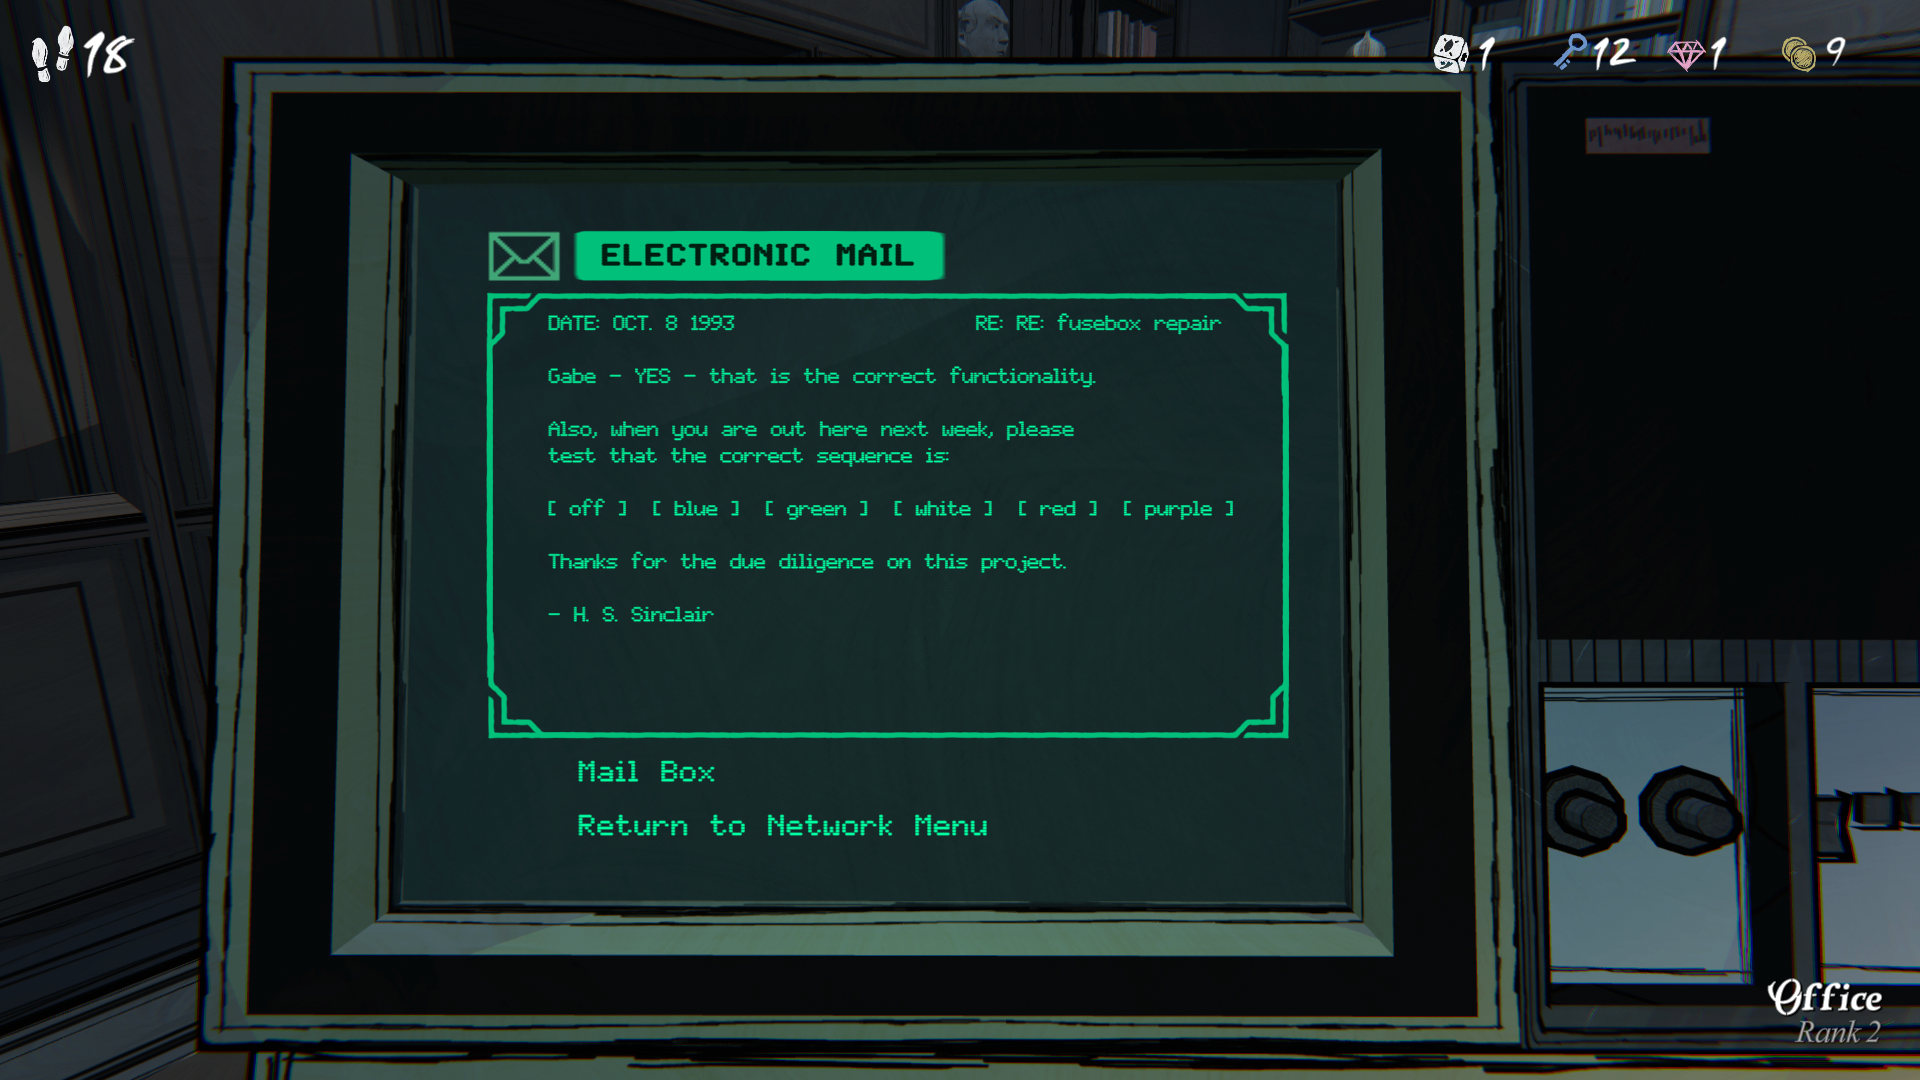 18
1 12 1 9
ELECTRONIC MAIL
DATE: OCT. 8 1993 RE: RE: fusebox repair
Gabe - YES - that is the correct functionality.
Also, when you are out here next week, please
test that the correct sequence is:
[ off ] [ blue ] [ green ] [ white ] [ red ] [ purple ]
Thanks for the due diligence on this project.
- H. S. Sinclair
Mail Box
Return to Network Menu
Office
Rank 2